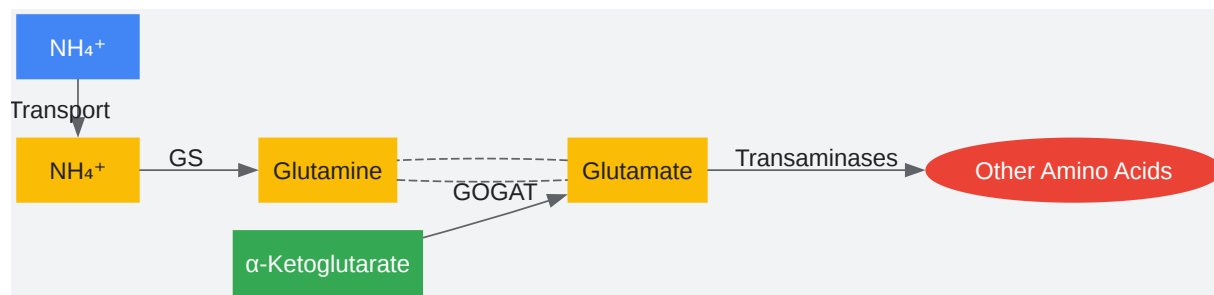 NH₄⁺
Transport
NH₄⁺
GS
Glutamine
GOGAT
Glutamate
Transaminases
Other Amino Acids
α-Ketoglutarate